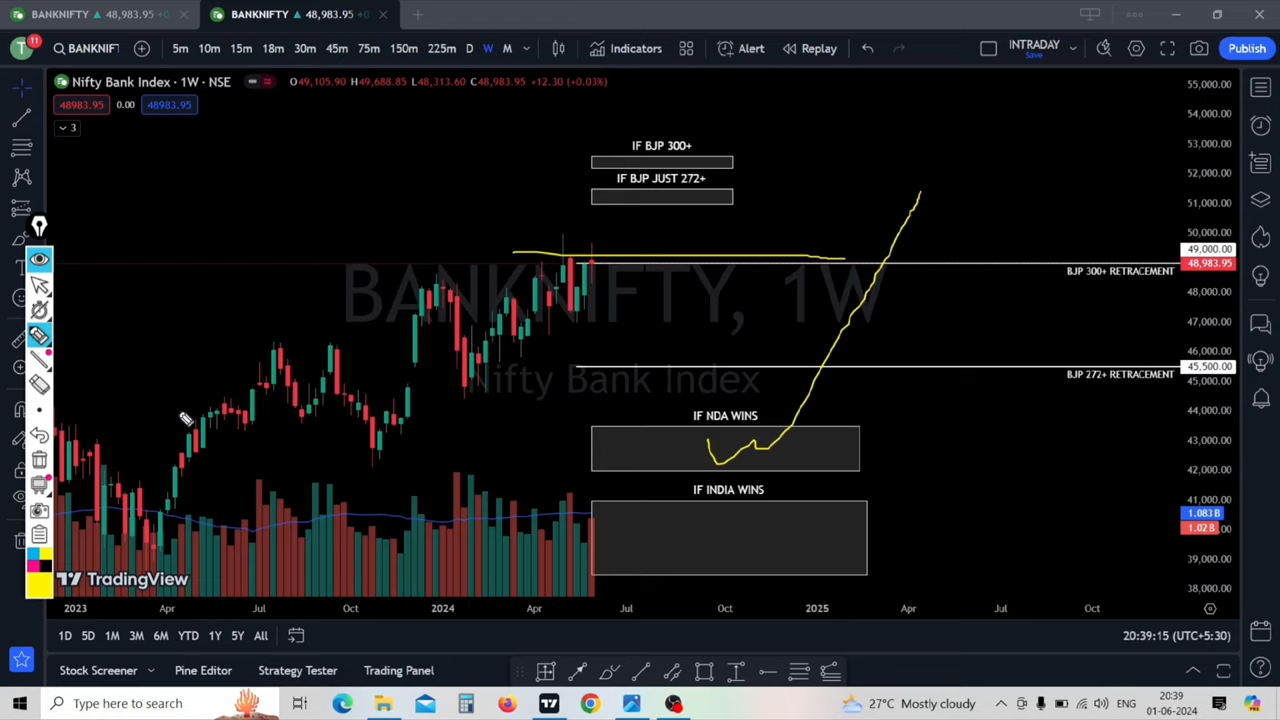 BANKNIFTY ▲ 48,983.95 +0
BANKNIFTY ▲ 48,983.95 +0
T 11
BANKNIFT
5m 10m 15m 18m 30m 45m 75m 150m 225m D W M
Indicators
Alert
Replay
INTRADAY
Save
Publish
Nifty Bank Index · 1W · NSE
O49,105.90 H49,688.85 L48,313.60 C48,983.95 +12.30 (+0.03%)
48983.95 0.00 48983.95
3
IF BJP 300+
IF BJP JUST 272+
BANKNIFTY, 1W
Nifty Bank Index
BJP 300+ RETRACEMENT
BJP 272+ RETRACEMENT
IF NDA WINS
IF INDIA WINS
55,000.00
54,000.00
53,000.00
52,000.00
51,000.00
50,000.00
49,000.00
48,983.95
48,000.00
47,000.00
46,000.00
45,500.00
45,000.00
44,000.00
43,000.00
42,000.00
41,000.00
1.083 B
1.02 B
39,000.00
38,000.00
TradingView
2023 Apr Jul Oct 2024 Apr Jul Oct 2025 Apr Jul Oct
1D 5D 1M 3M 6M YTD 1Y 5Y All
20:39:15 (UTC+5:30)
Stock Screener Pine Editor Strategy Tester Trading Panel
Type here to search
27°C Mostly cloudy
ENG
20:39
01-06-2024